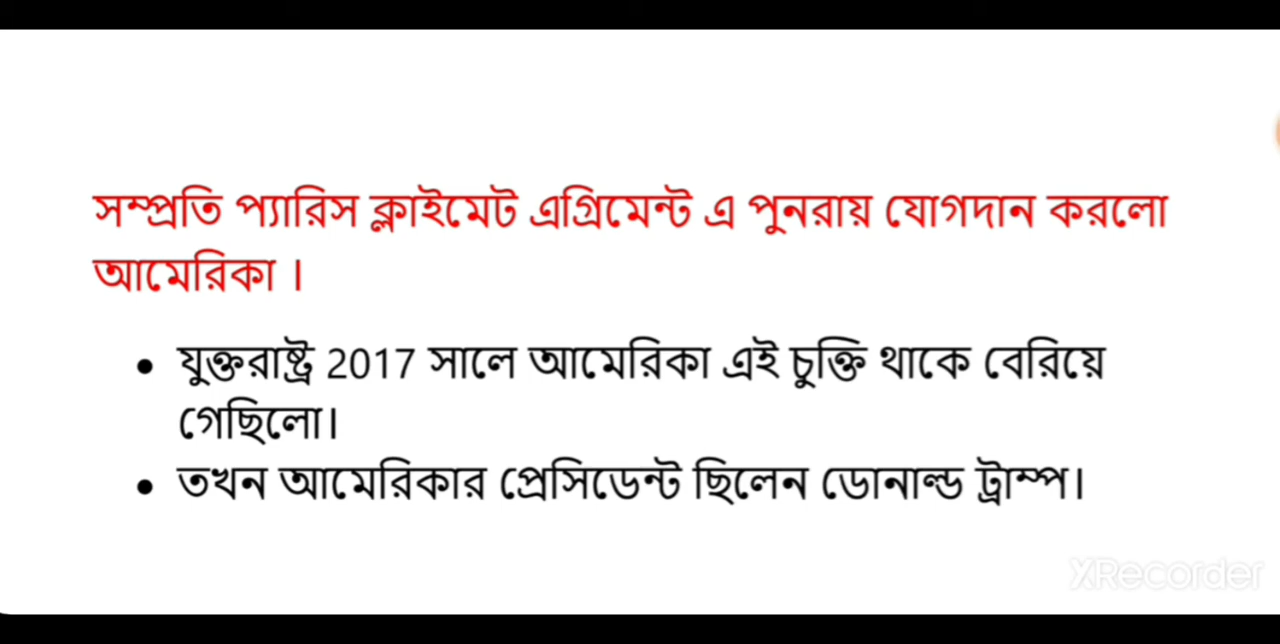 সম্প্রতি প্যারিস ক্লাইমেট এগ্রিমেন্ট এ পুনরায় যোগদান করলো
আমেরিকা ।
• যুক্তরাষ্ট্র 2017 সালে আমেরিকা এই চুক্তি থাকে বেরিয়ে
গেছিলো।
• তখন আমেরিকার প্রেসিডেন্ট ছিলেন ডোনাল্ড ট্রাম্প।
XRecorder